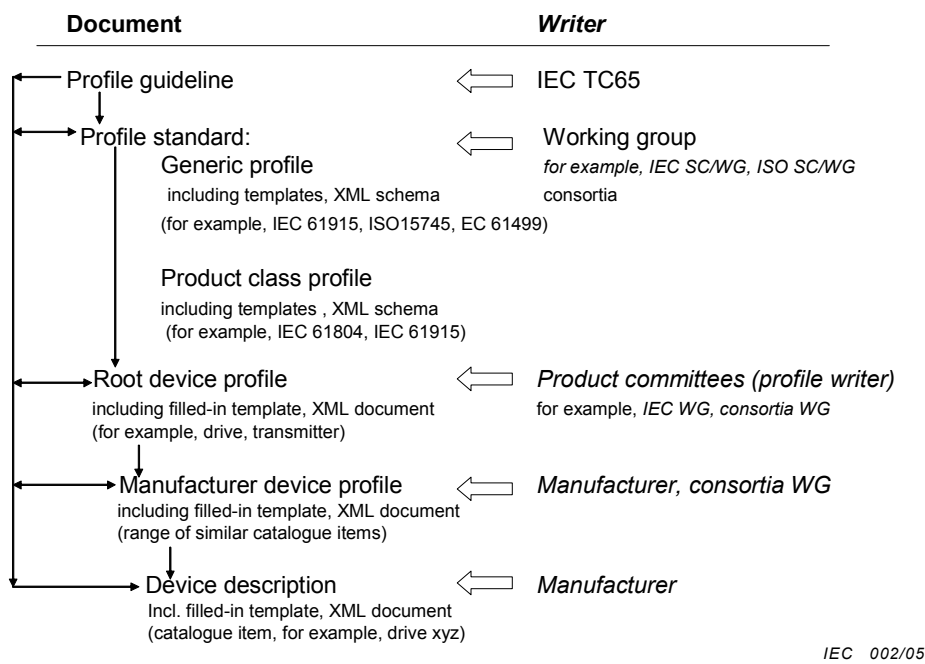 Document Writer
Profile guideline IEC TC65
Profile standard: Working group
Generic profile for example, IEC SC/WG, ISO SC/WG
including templates, XML schema consortia
(for example, IEC 61915, ISO15745, EC 61499)
Product class profile
including templates , XML schema
(for example, IEC 61804, IEC 61915)
Root device profile Product committees (profile writer)
including filled-in template, XML document for example, IEC WG, consortia WG
(for example, drive, transmitter)
Manufacturer device profile Manufacturer, consortia WG
including filled-in template, XML document
(range of similar catalogue items)
Device description Manufacturer
Incl. filled-in template, XML document
(catalogue item, for example, drive xyz)
IEC 002/05